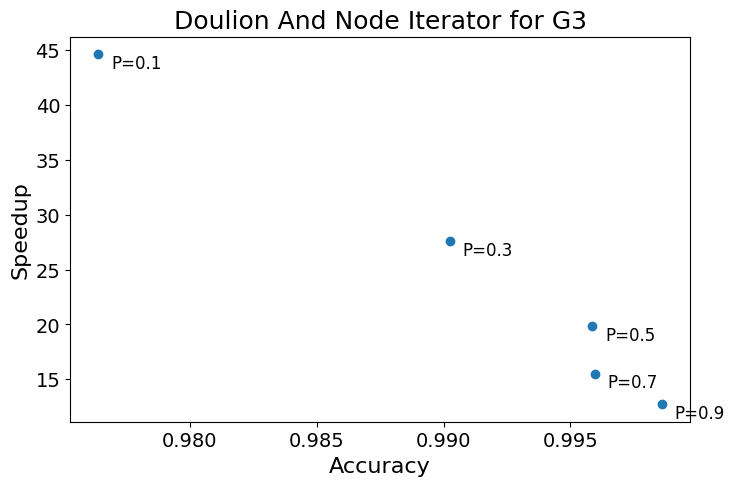 Doulion And Node Iterator for G3
Speedup
45
40
35
30
25
20
15
P=0.1
P=0.3
P=0.5
P=0.7
P=0.9
0.980 0.985 0.990 0.995
Accuracy